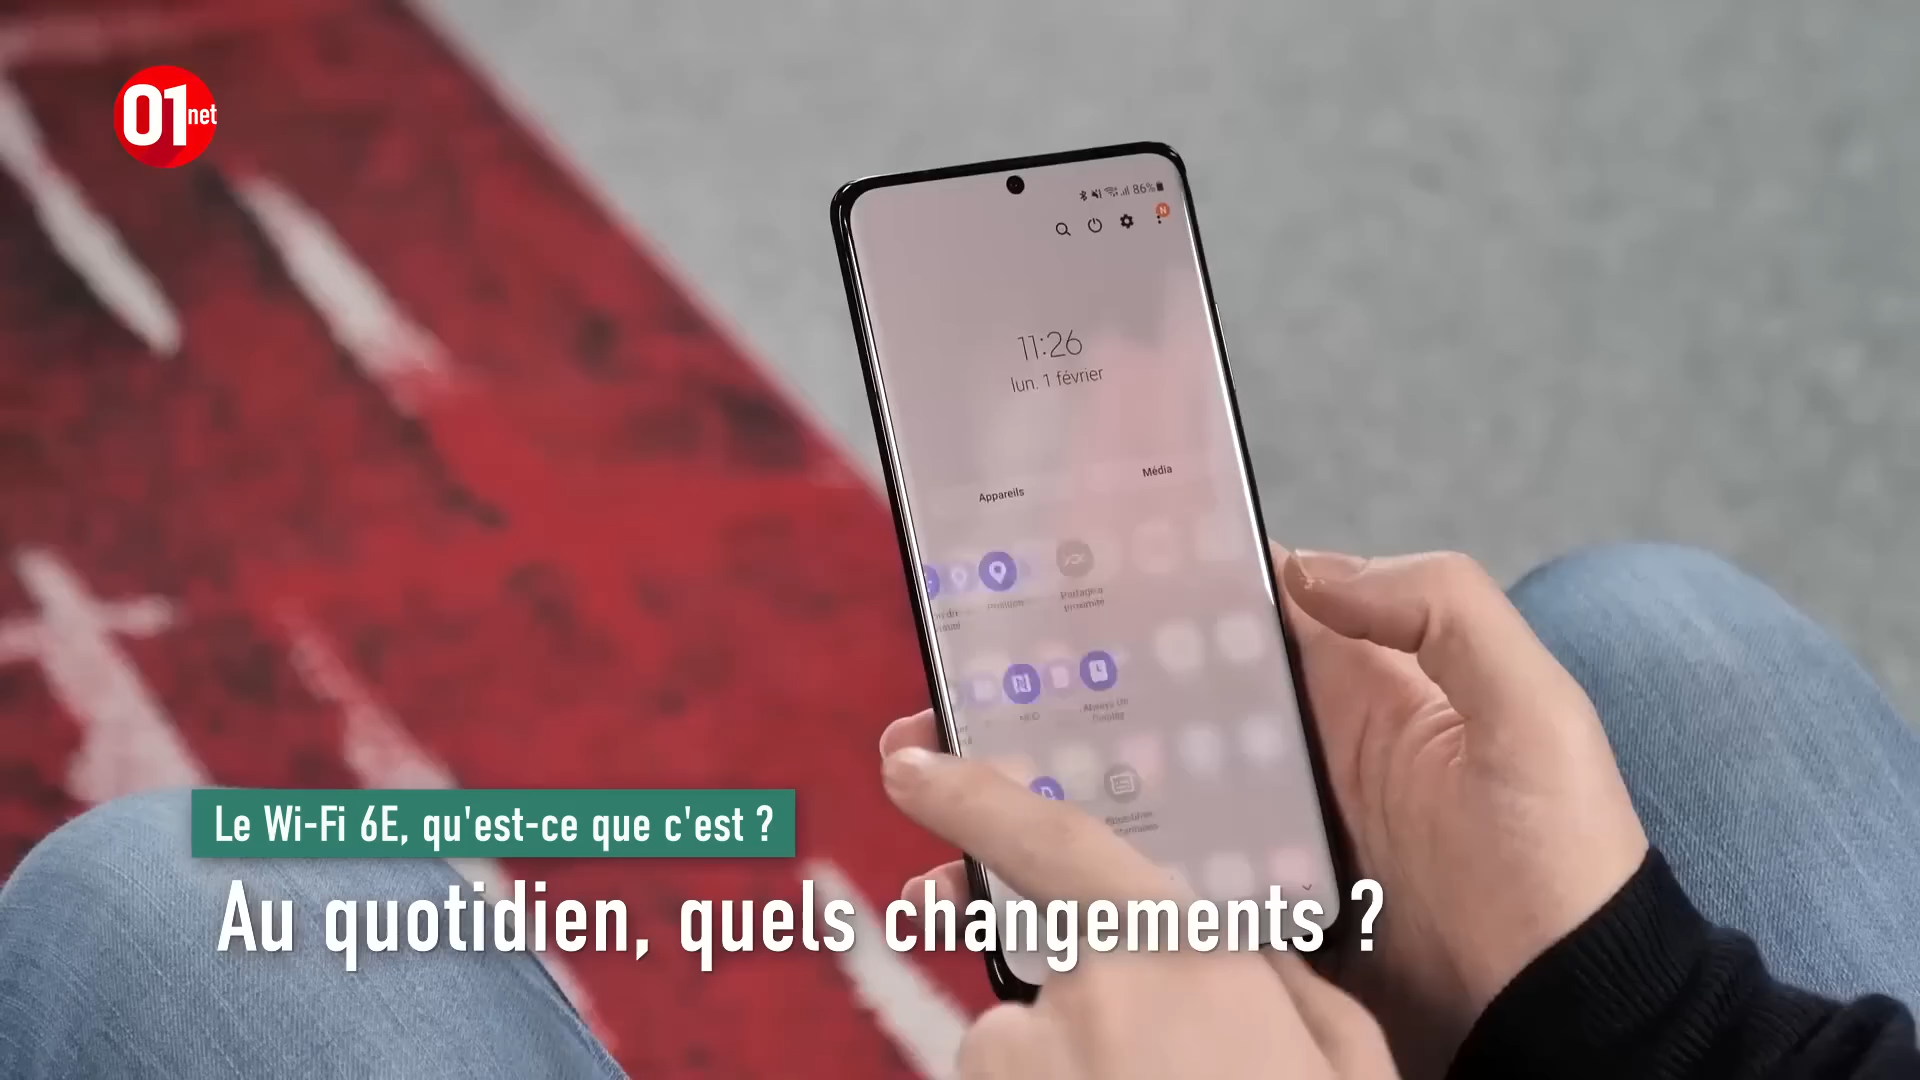 01net
86%
N
11:26
lun. 1 février
Appareils
Média
Le Wi-Fi 6E, qu'est-ce que c'est ?
Au quotidien, quels changements ?